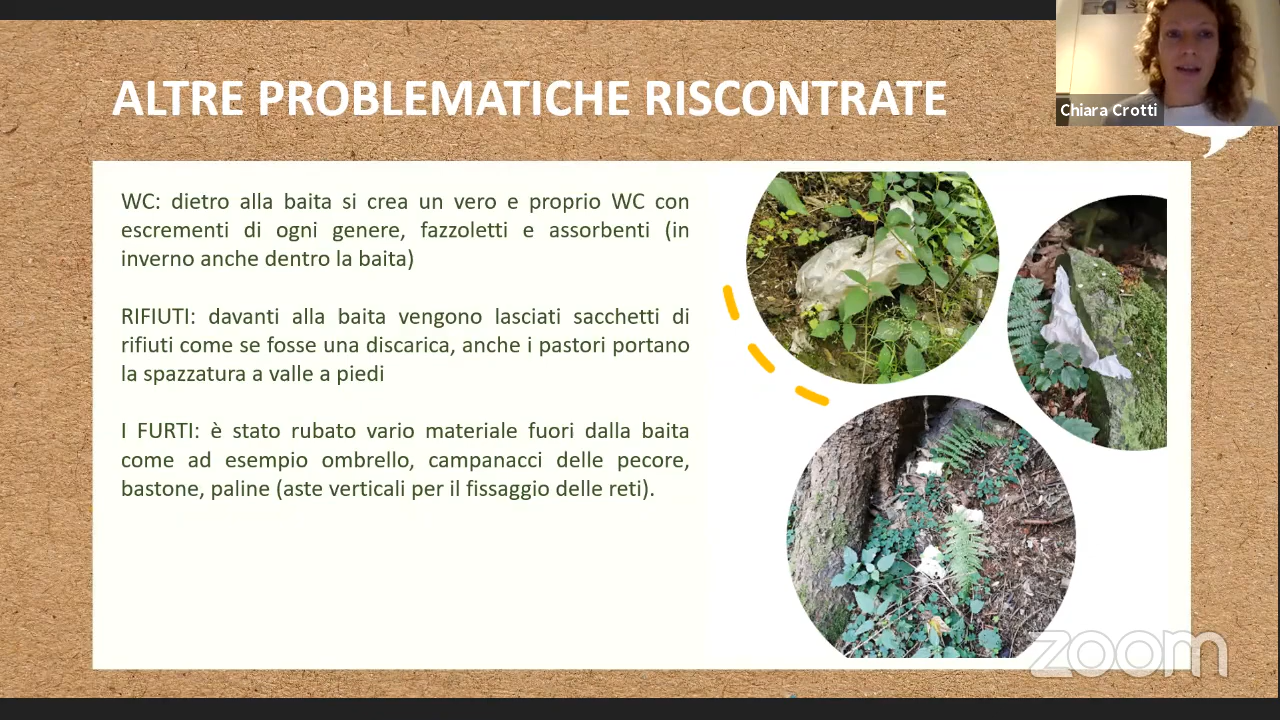 ALTRE PROBLEMATICHE RISCONTRATE
Chiara Crotti
WC: dietro alla baita si crea un vero e proprio WC con
escrementi di ogni genere, fazzoletti e assorbenti (in
inverno anche dentro la baita)
RIFIUTI: davanti alla baita vengono lasciati sacchetti di
rifiuti come se fosse una discarica, anche i pastori portano
la spazzatura a valle a piedi
I FURTI: è stato rubato vario materiale fuori dalla baita
come ad esempio ombrello, campanacci delle pecore,
bastone, paline (aste verticali per il fissaggio delle reti).
zoom